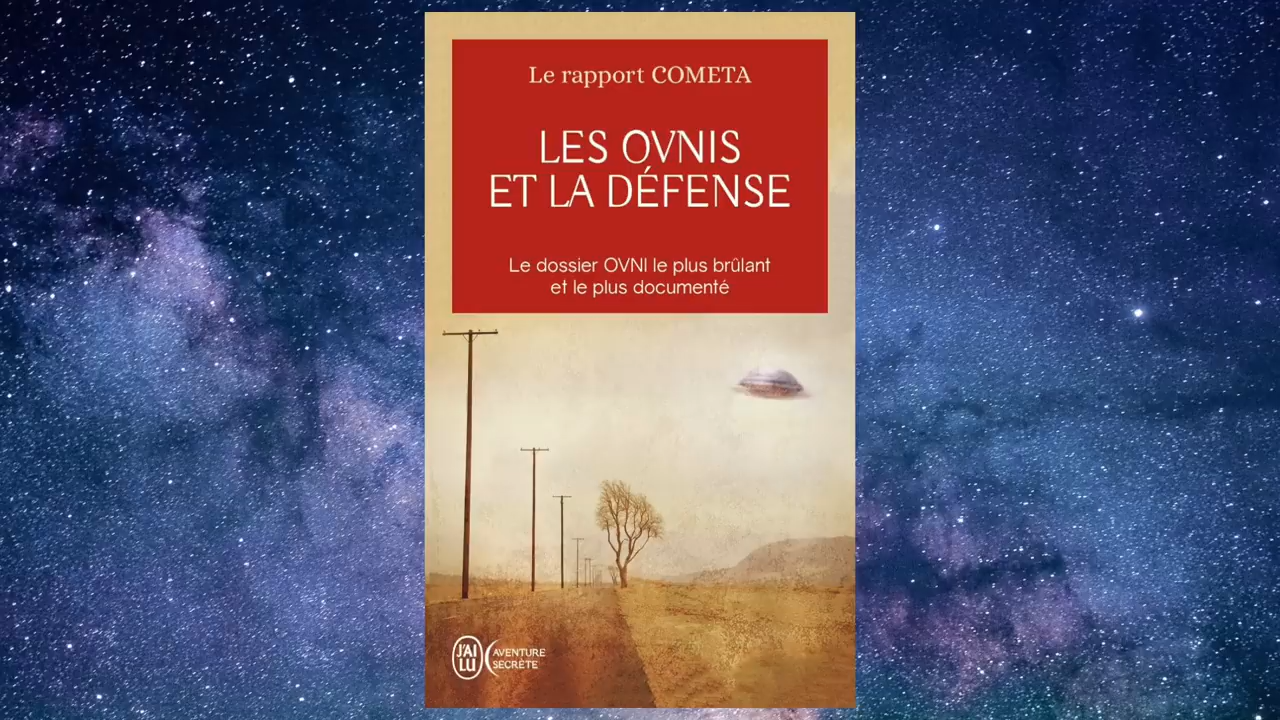 Le rapport COMETA
LES OVNIS
ET LA DÉFENSE
Le dossier OVNI le plus brûlant
et le plus documenté
J'AI
LU
AVENTURE
SECRÈTE